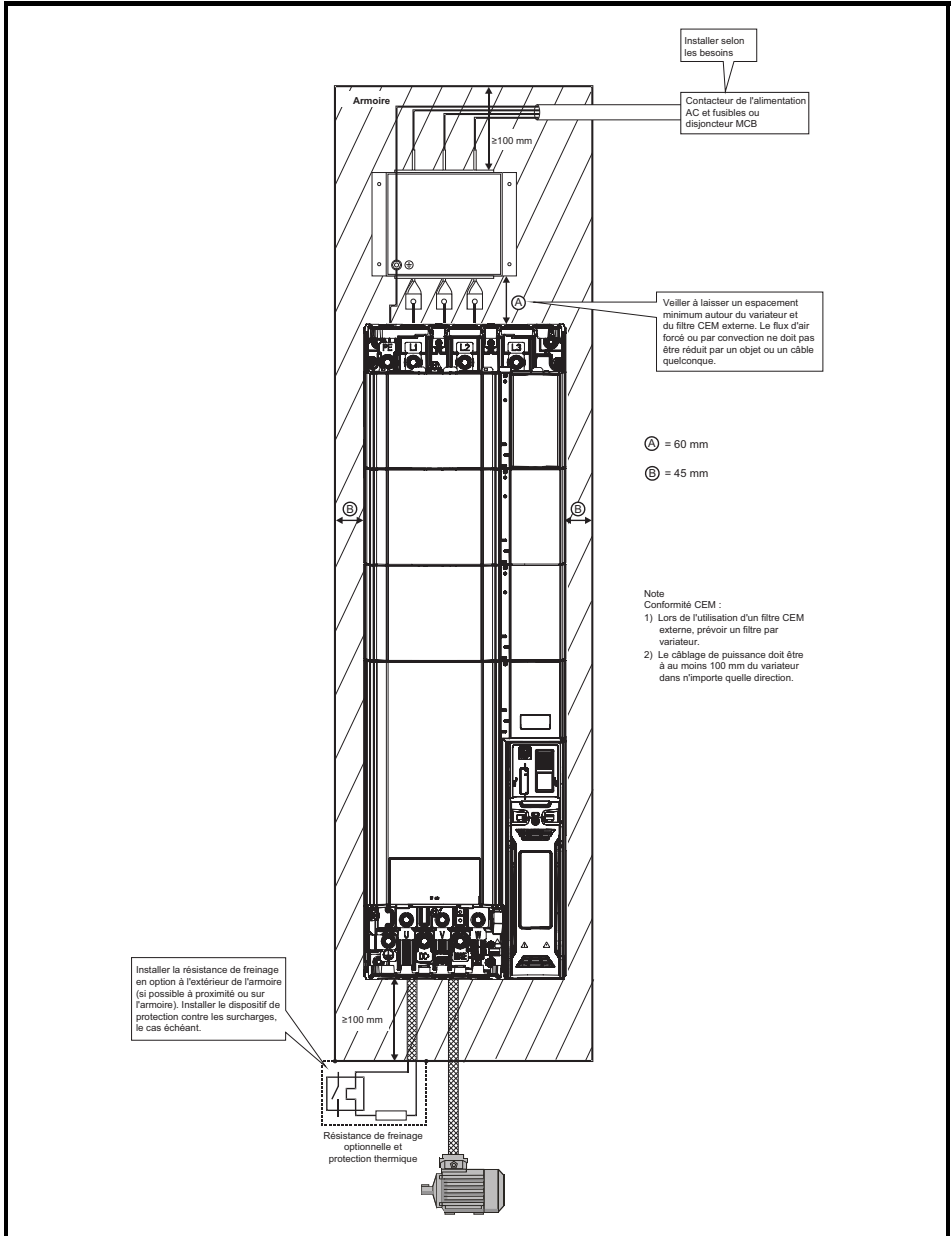 Installer selon
les besoins
Armoire
Contacteur de l'alimentation
AC et fusibles ou
disjoncteur MCB
≥100 mm
A
Veiller à laisser un espacement
minimum autour du variateur et
du filtre CEM externe. Le flux d'air
forcé ou par convection ne doit pas
être réduit par un objet ou un câble
quelconque.
PE L1 L2 L3
A = 60 mm
B = 45 mm
B B
Note
Conformité CEM :
1) Lors de l'utilisation d'un filtre CEM
externe, prévoir un filtre par
variateur.
2) Le câblage de puissance doit être
à au moins 100 mm du variateur
dans n'importe quelle direction.
U V W
Installer la résistance de freinage
en option à l'extérieur de l'armoire
(si possible à proximité ou sur
l'armoire). Installer le dispositif de
protection contre les surcharges,
le cas échéant.
≥100 mm
Résistance de freinage
optionnelle et
protection thermique